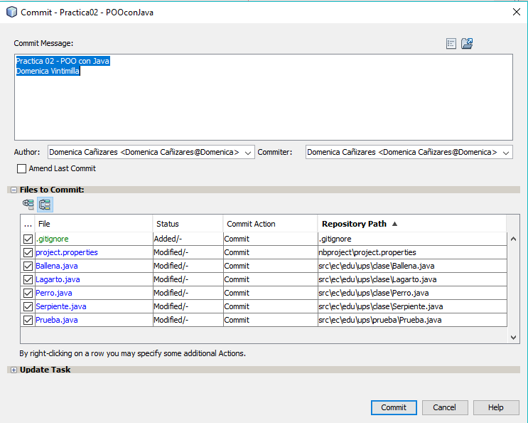 Commit - Practica02 - POOconJava
Commit Message:
Practica 02 - POO con Java
Domenica Vintimilla
Author: Domenica Cañizares <Domenica Cañizares@Domenica> Commiter: Domenica Cañizares <Domenica Cañizares@Domenica>
Amend Last Commit
Files to Commit:
... File Status Commit Action Repository Path
.gitignore Added/- Commit .gitignore
project.properties Modified/- Commit nbproject\project.properties
Ballena.java Modified/- Commit src\ec\edu\ups\clase\Ballena.java
Lagarto.java Modified/- Commit src\ec\edu\ups\clase\Lagarto.java
Perro.java Modified/- Commit src\ec\edu\ups\clase\Perro.java
Serpiente.java Modified/- Commit src\ec\edu\ups\clase\Serpiente.java
Prueba.java Modified/- Commit src\ec\edu\ups\prueba\Prueba.java
By right-clicking on a row you may specify some additional Actions.
Update Task
Commit Cancel Help